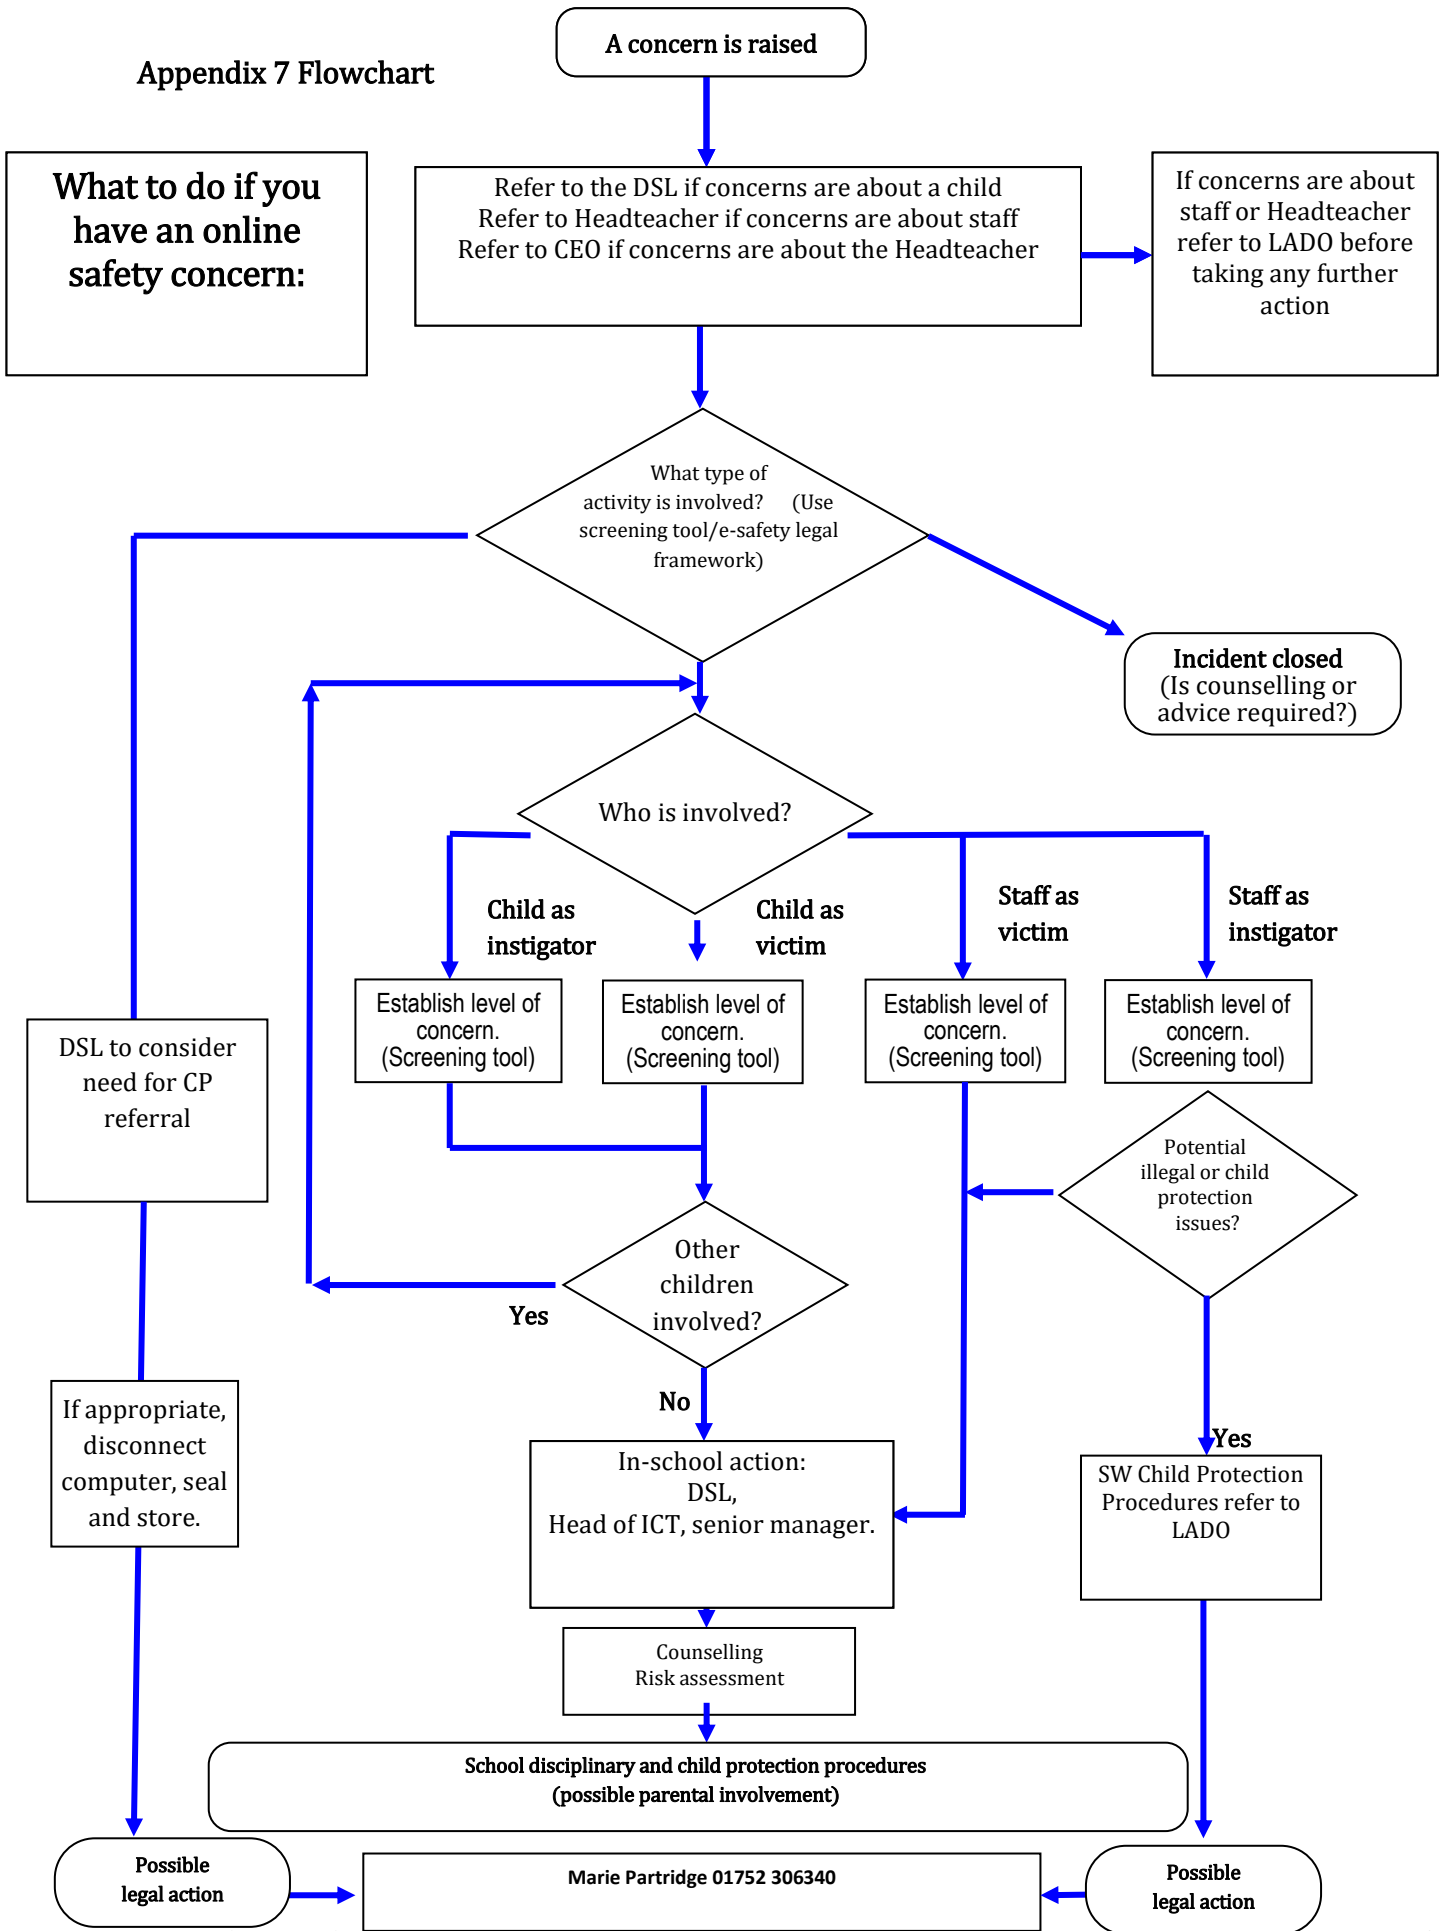 A concern is raised
Appendix 7 Flowchart
What to do if you
have an online
safety concern:
Refer to the DSL if concerns are about a child
Refer to Headteacher if concerns are about staff
Refer to CEO if concerns are about the Headteacher
If concerns are about
staff or Headteacher
refer to LADO before
taking any further
action
What type of
activity is involved? (Use
screening tool/e-safety legal
framework)
Incident closed
(Is counselling or
advice required?)
Who is involved?
Child as
instigator
Child as
victim
Staff as
victim
Staff as
instigator
Establish level of
concern.
(Screening tool)
Establish level of
concern.
(Screening tool)
Establish level of
concern.
(Screening tool)
Establish level of
concern.
(Screening tool)
DSL to consider
need for CP
referral
Potential
illegal or child
protection
issues?
Other
children
involved?
Yes
No
If appropriate,
disconnect
computer, seal
and store.
In-school action:
DSL,
Head of ICT, senior manager.
Yes
SW Child Protection
Procedures refer to
LADO
Counselling
Risk assessment
School disciplinary and child protection procedures
(possible parental involvement)
Possible
legal action
Marie Partridge 01752 306340
Possible
legal action